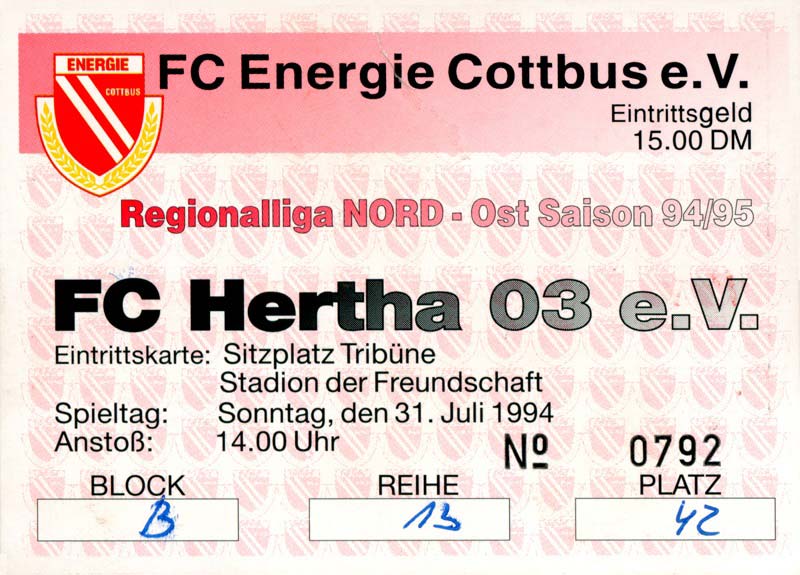 ENERGIE
COTTBUS
FC Energie Cottbus e.V.
Eintrittsgeld
15.00 DM
Regionalliga NORD - Ost Saison 94/95
FC Hertha 03 e.V.
Eintrittskarte: Sitzplatz Tribüne
Stadion der Freundschaft
Spieltag: Sonntag, den 31. Juli 1994
Anstoß: 14.00 Uhr
Nº 0792
BLOCK REIHE PLATZ
B 13 42